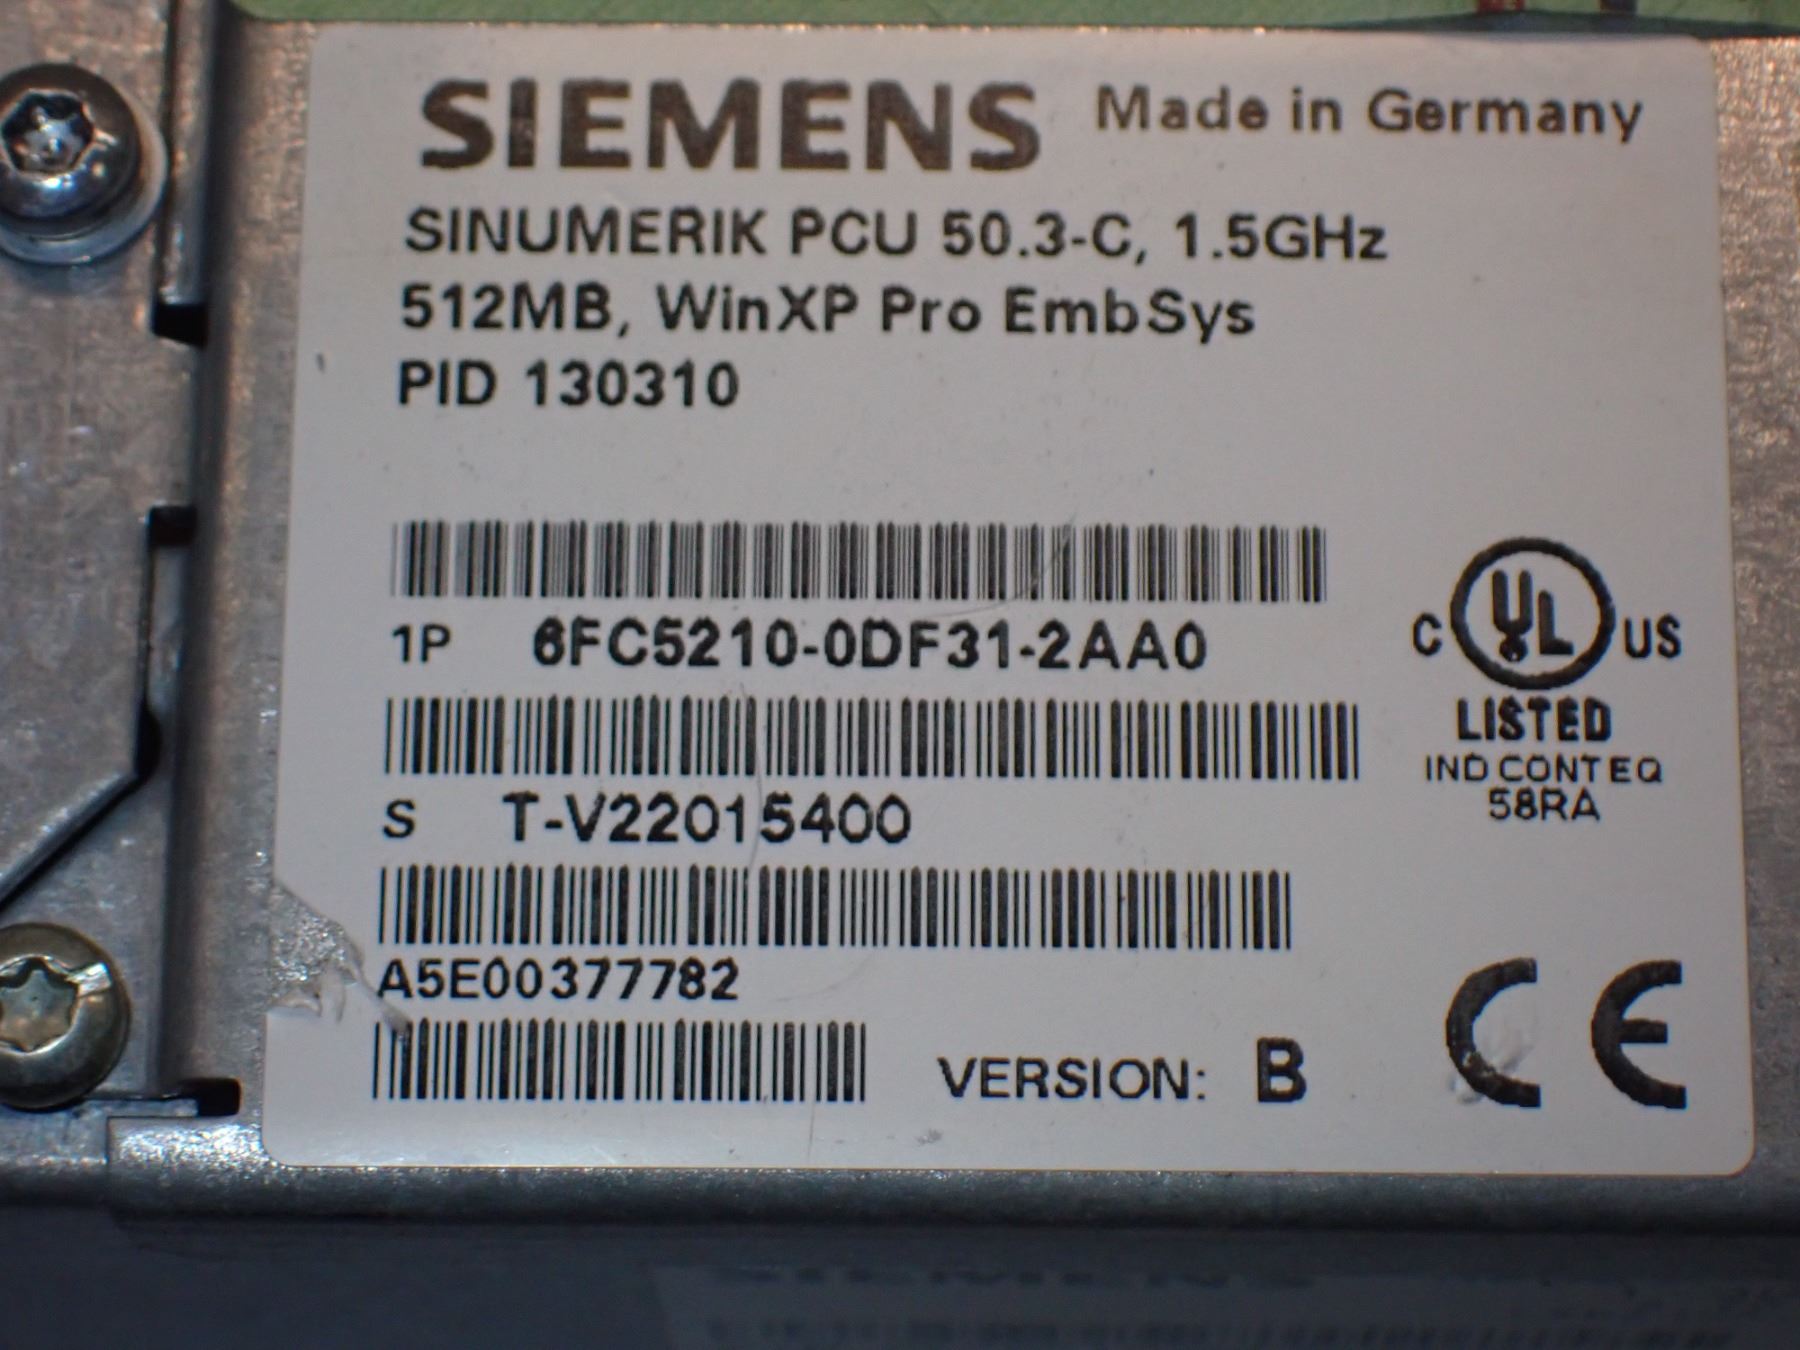 SIEMENS Made in Germany
SINUMERIK PCU 50.3-C, 1.5GHz
512MB, WinXP Pro EmbSys
PID 130310
1P 6FC5210-0DF31-2AA0
C UL US
LISTED
IND CONT EQ
58RA
S T-V22015400
A5E00377782
VERSION: B
CE